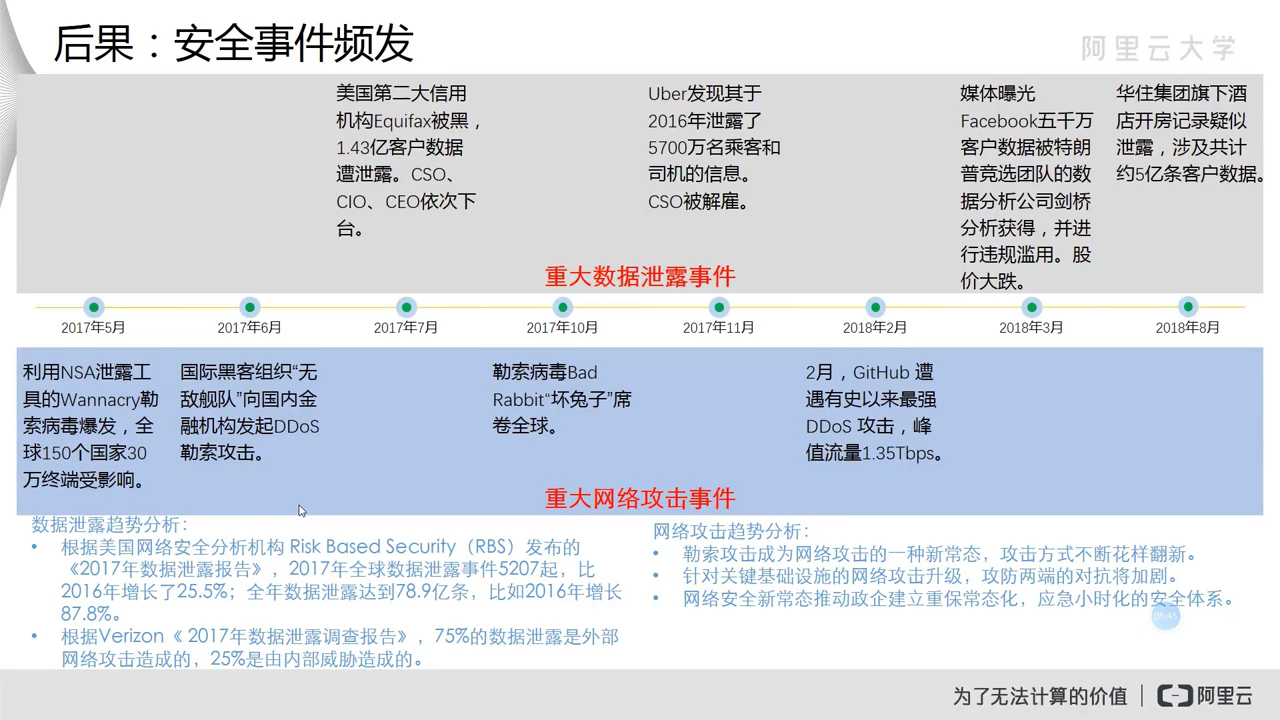 后果：安全事件频发
阿里云大学
美国第二大信用
机构Equifax被黑，
1.43亿客户数据
遭泄露。CSO、
CIO、CEO依次下
台。
Uber发现其于
2016年泄露了
5700万名乘客和
司机的信息。
CSO被解雇。
媒体曝光
Facebook五千万
客户数据被特朗
普竞选团队的数
据分析公司剑桥
分析获得，并进
行违规滥用。股
价大跌。
华住集团旗下酒
店开房记录疑似
泄露，涉及共计
约5亿条客户数据。
重大数据泄露事件
2017年5月
2017年6月
2017年7月
2017年10月
2017年11月
2018年2月
2018年3月
2018年8月
利用NSA泄露工
具的Wannacry勒
索病毒爆发，全
球150个国家30
万终端受影响。
国际黑客组织“无
敌舰队”向国内金
融机构发起DDoS
勒索攻击。
勒索病毒Bad
Rabbit“坏兔子”席
卷全球。
2月，GitHub 遭
遇有史以来最强
DDoS 攻击，峰
值流量1.35Tbps。
重大网络攻击事件
数据泄露趋势分析：
• 根据美国网络安全分析机构 Risk Based Security（RBS）发布的
《2017年数据泄露报告》，2017年全球数据泄露事件5207起，比
2016年增长了25.5%；全年数据泄露达到78.9亿条，比如2016年增长
87.8%。
• 根据Verizon《 2017年数据泄露调查报告》，75%的数据泄露是外部
网络攻击造成的，25%是由内部威胁造成的。
网络攻击趋势分析：
• 勒索攻击成为网络攻击的一种新常态，攻击方式不断花样翻新。
• 针对关键基础设施的网络攻击升级，攻防两端的对抗将加剧。
• 网络安全新常态推动政企建立重保常态化，应急小时化的安全体系。
05:45
为了无法计算的价值
阿里云